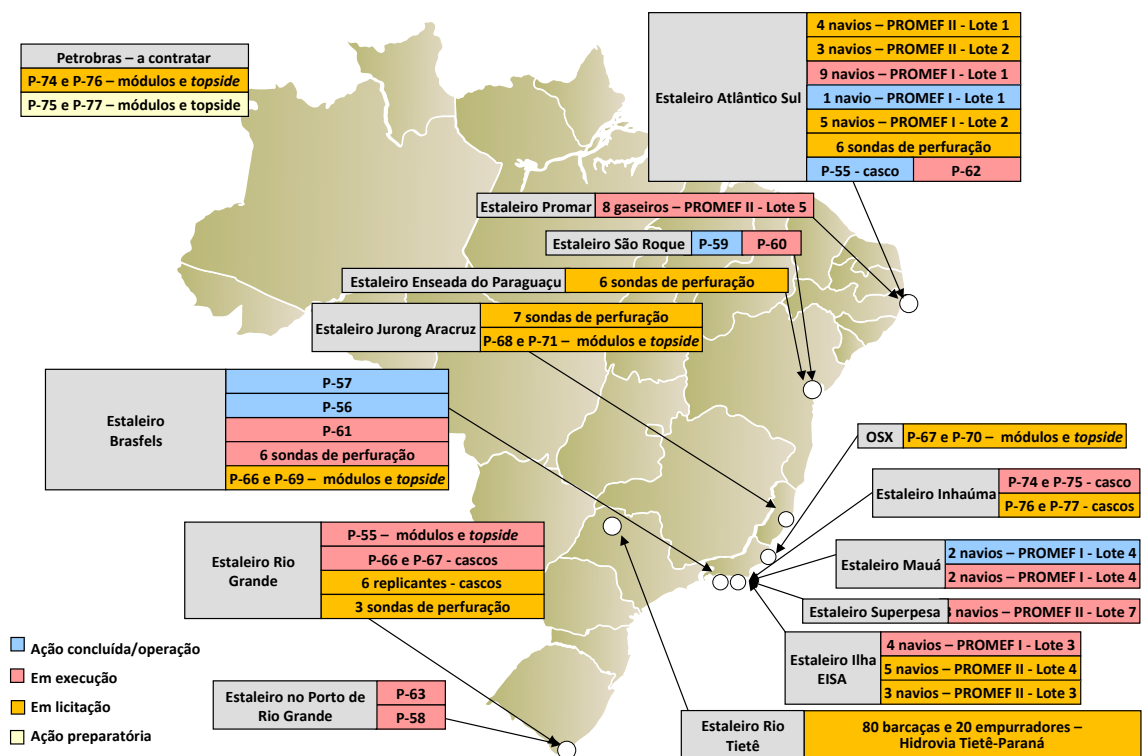 Petrobras – a contratar
P-74 e P-76 – módulos e topside
P-75 e P-77 – módulos e topside
Estaleiro Atlântico Sul
4 navios – PROMEF II - Lote 1
3 navios – PROMEF II - Lote 2
9 navios – PROMEF I - Lote 1
1 navio – PROMEF I - Lote 1
5 navios – PROMEF I - Lote 2
6 sondas de perfuração
P-55 - casco
P-62
Estaleiro Promar
8 gaseiros – PROMEF II - Lote 5
Estaleiro São Roque
P-59
P-60
Estaleiro Enseada do Paraguaçu
6 sondas de perfuração
Estaleiro Jurong Aracruz
7 sondas de perfuração
P-68 e P-71 – módulos e topside
Estaleiro
Brasfels
P-57
P-56
P-61
6 sondas de perfuração
P-66 e P-69 – módulos e topside
OSX
P-67 e P-70 – módulos e topside
Estaleiro Inhaúma
P-74 e P-75 - casco
P-76 e P-77 - cascos
Estaleiro Rio
Grande
P-55 – módulos e topside
P-66 e P-67 - cascos
6 replicantes - cascos
3 sondas de perfuração
Estaleiro Mauá
2 navios – PROMEF I - Lote 4
2 navios – PROMEF I - Lote 4
Estaleiro Superpesa
navios – PROMEF II - Lote 7
Estaleiro Ilha
EISA
4 navios – PROMEF I - Lote 3
5 navios – PROMEF II - Lote 4
3 navios – PROMEF II - Lote 3
Estaleiro no Porto de
Rio Grande
P-63
P-58
Estaleiro Rio
Tietê
80 barcaças e 20 empurradores –
Hidrovia Tietê-Paraná
Ação concluída/operação
Em execução
Em licitação
Ação preparatória